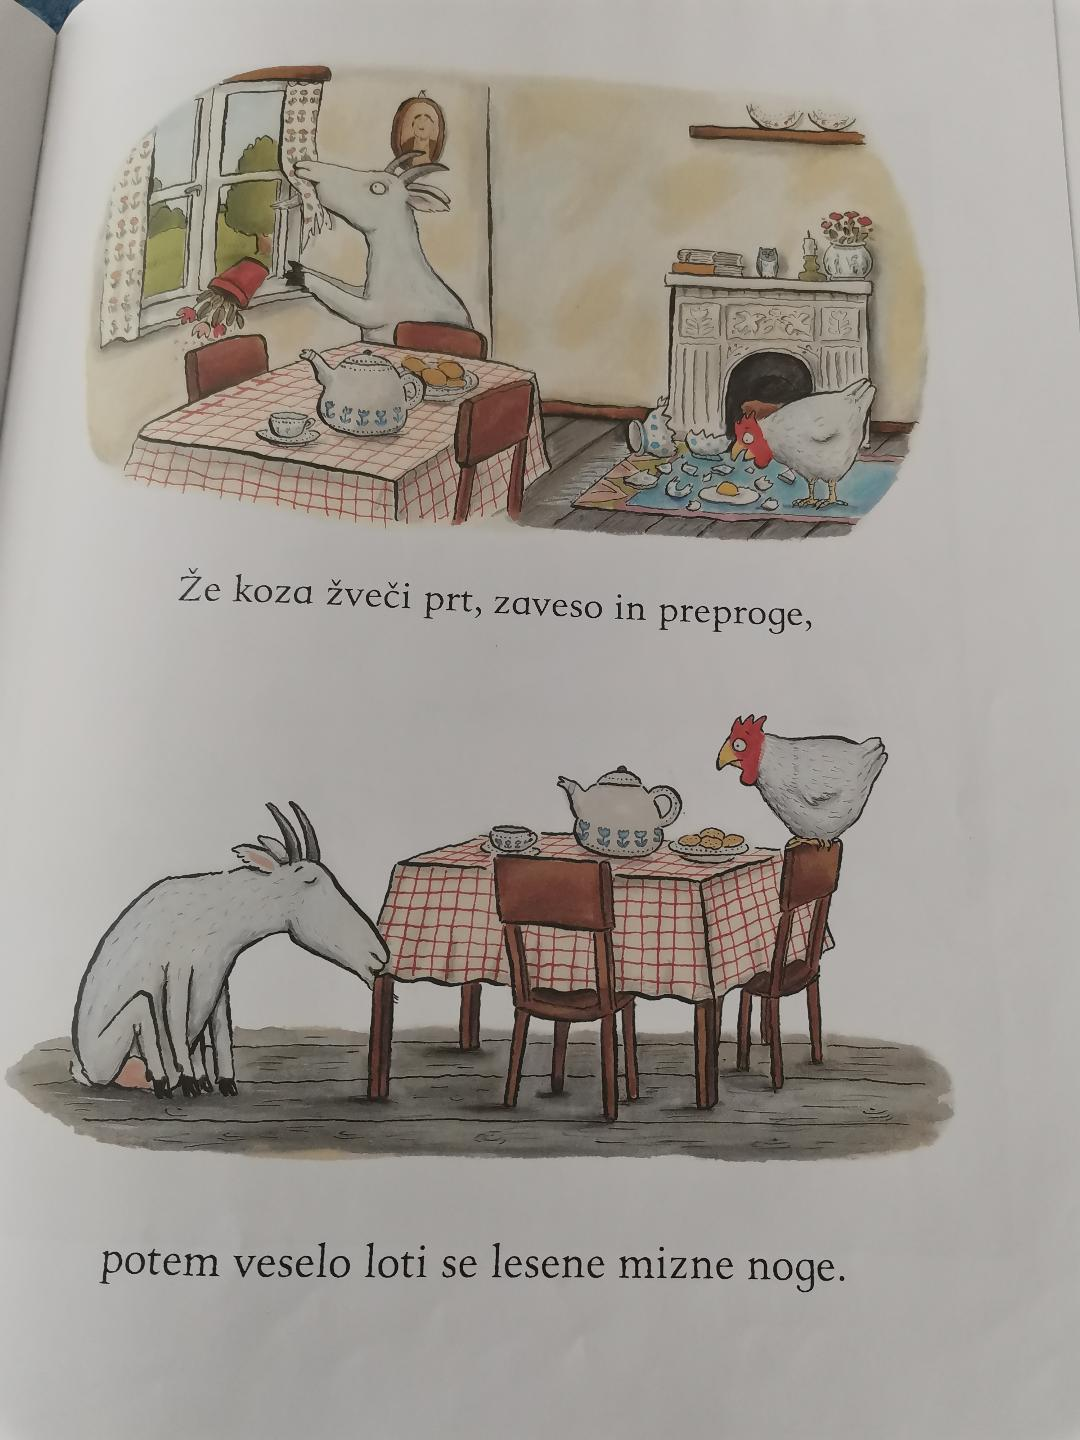 Že koza žveči prt, zaveso in preproge,
potem veselo loti se lesene mizne noge.